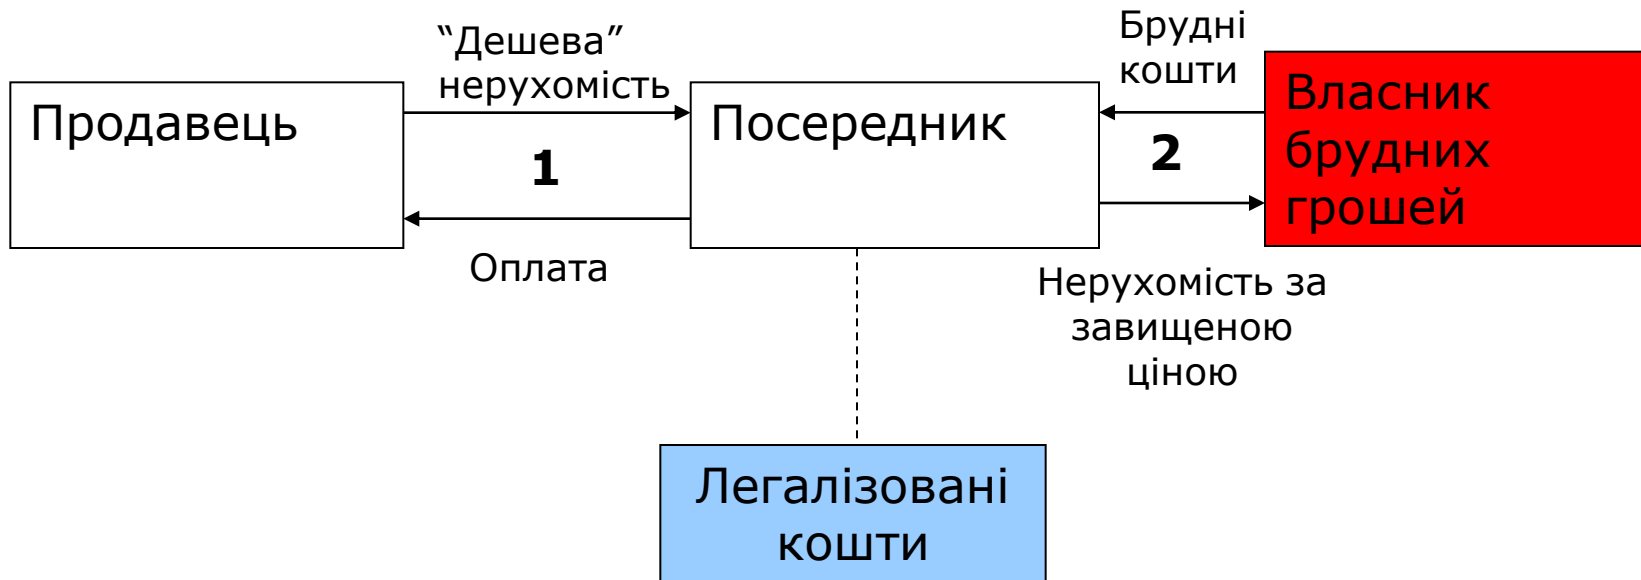 “Дешева”
нерухомість
Брудні
кошти
Продавець
Посередник
Власник
брудних
грошей
1
2
Оплата
Нерухомість за
завищеною
ціною
Легалізовані
кошти